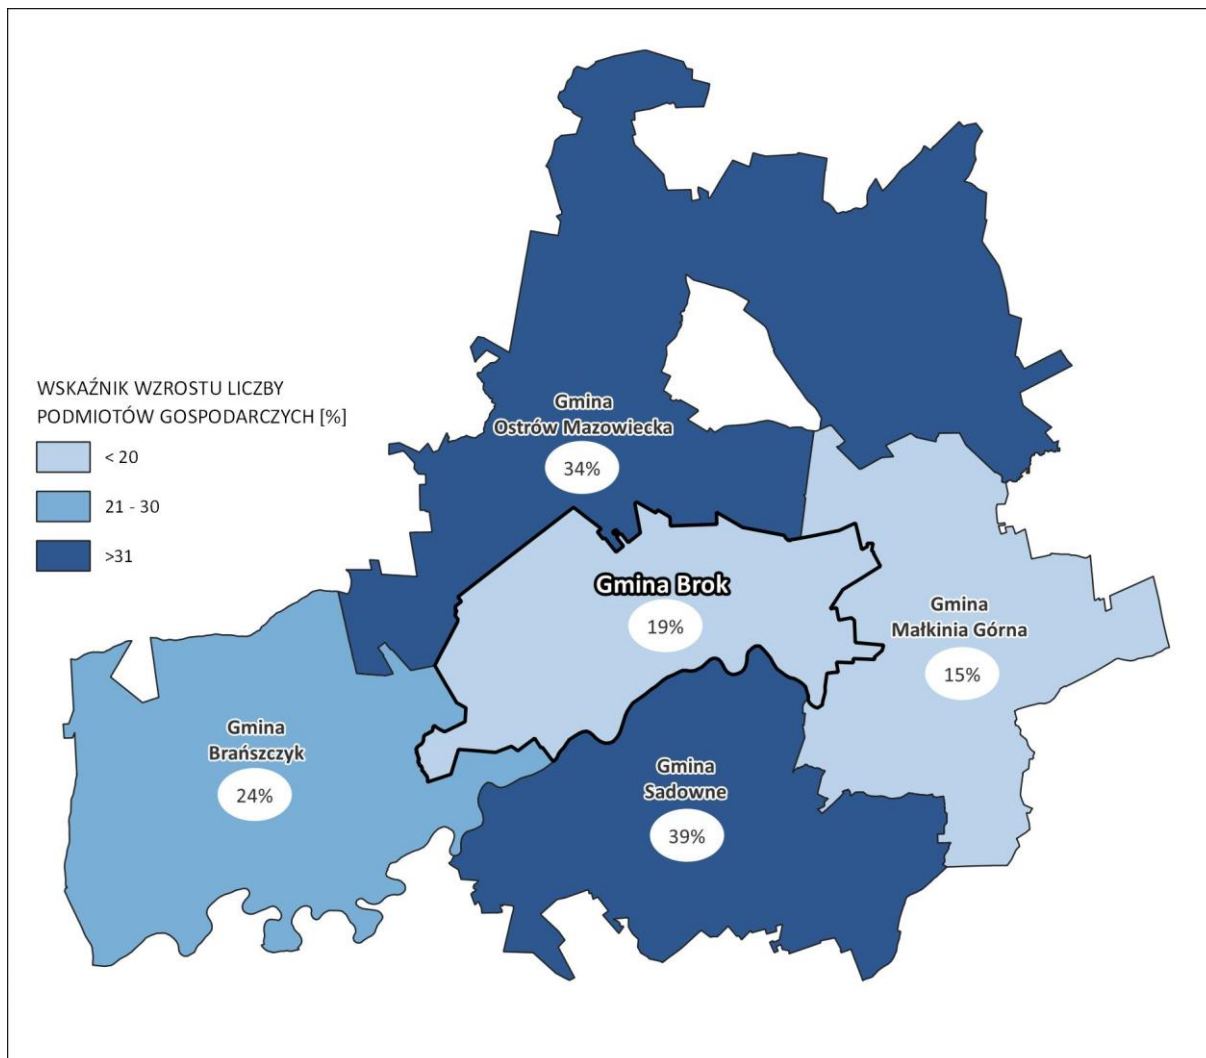 WSKAŹNIK WZROSTU LICZBY
PODMIOTÓW GOSPODARCZYCH [%]
< 20
21 - 30
>31
Gmina
Ostrów Mazowiecka
34%
Gmina Brok
19%
Gmina
Małkinia Górna
15%
Gmina
Brańszczyk
24%
Gmina
Sadowne
39%